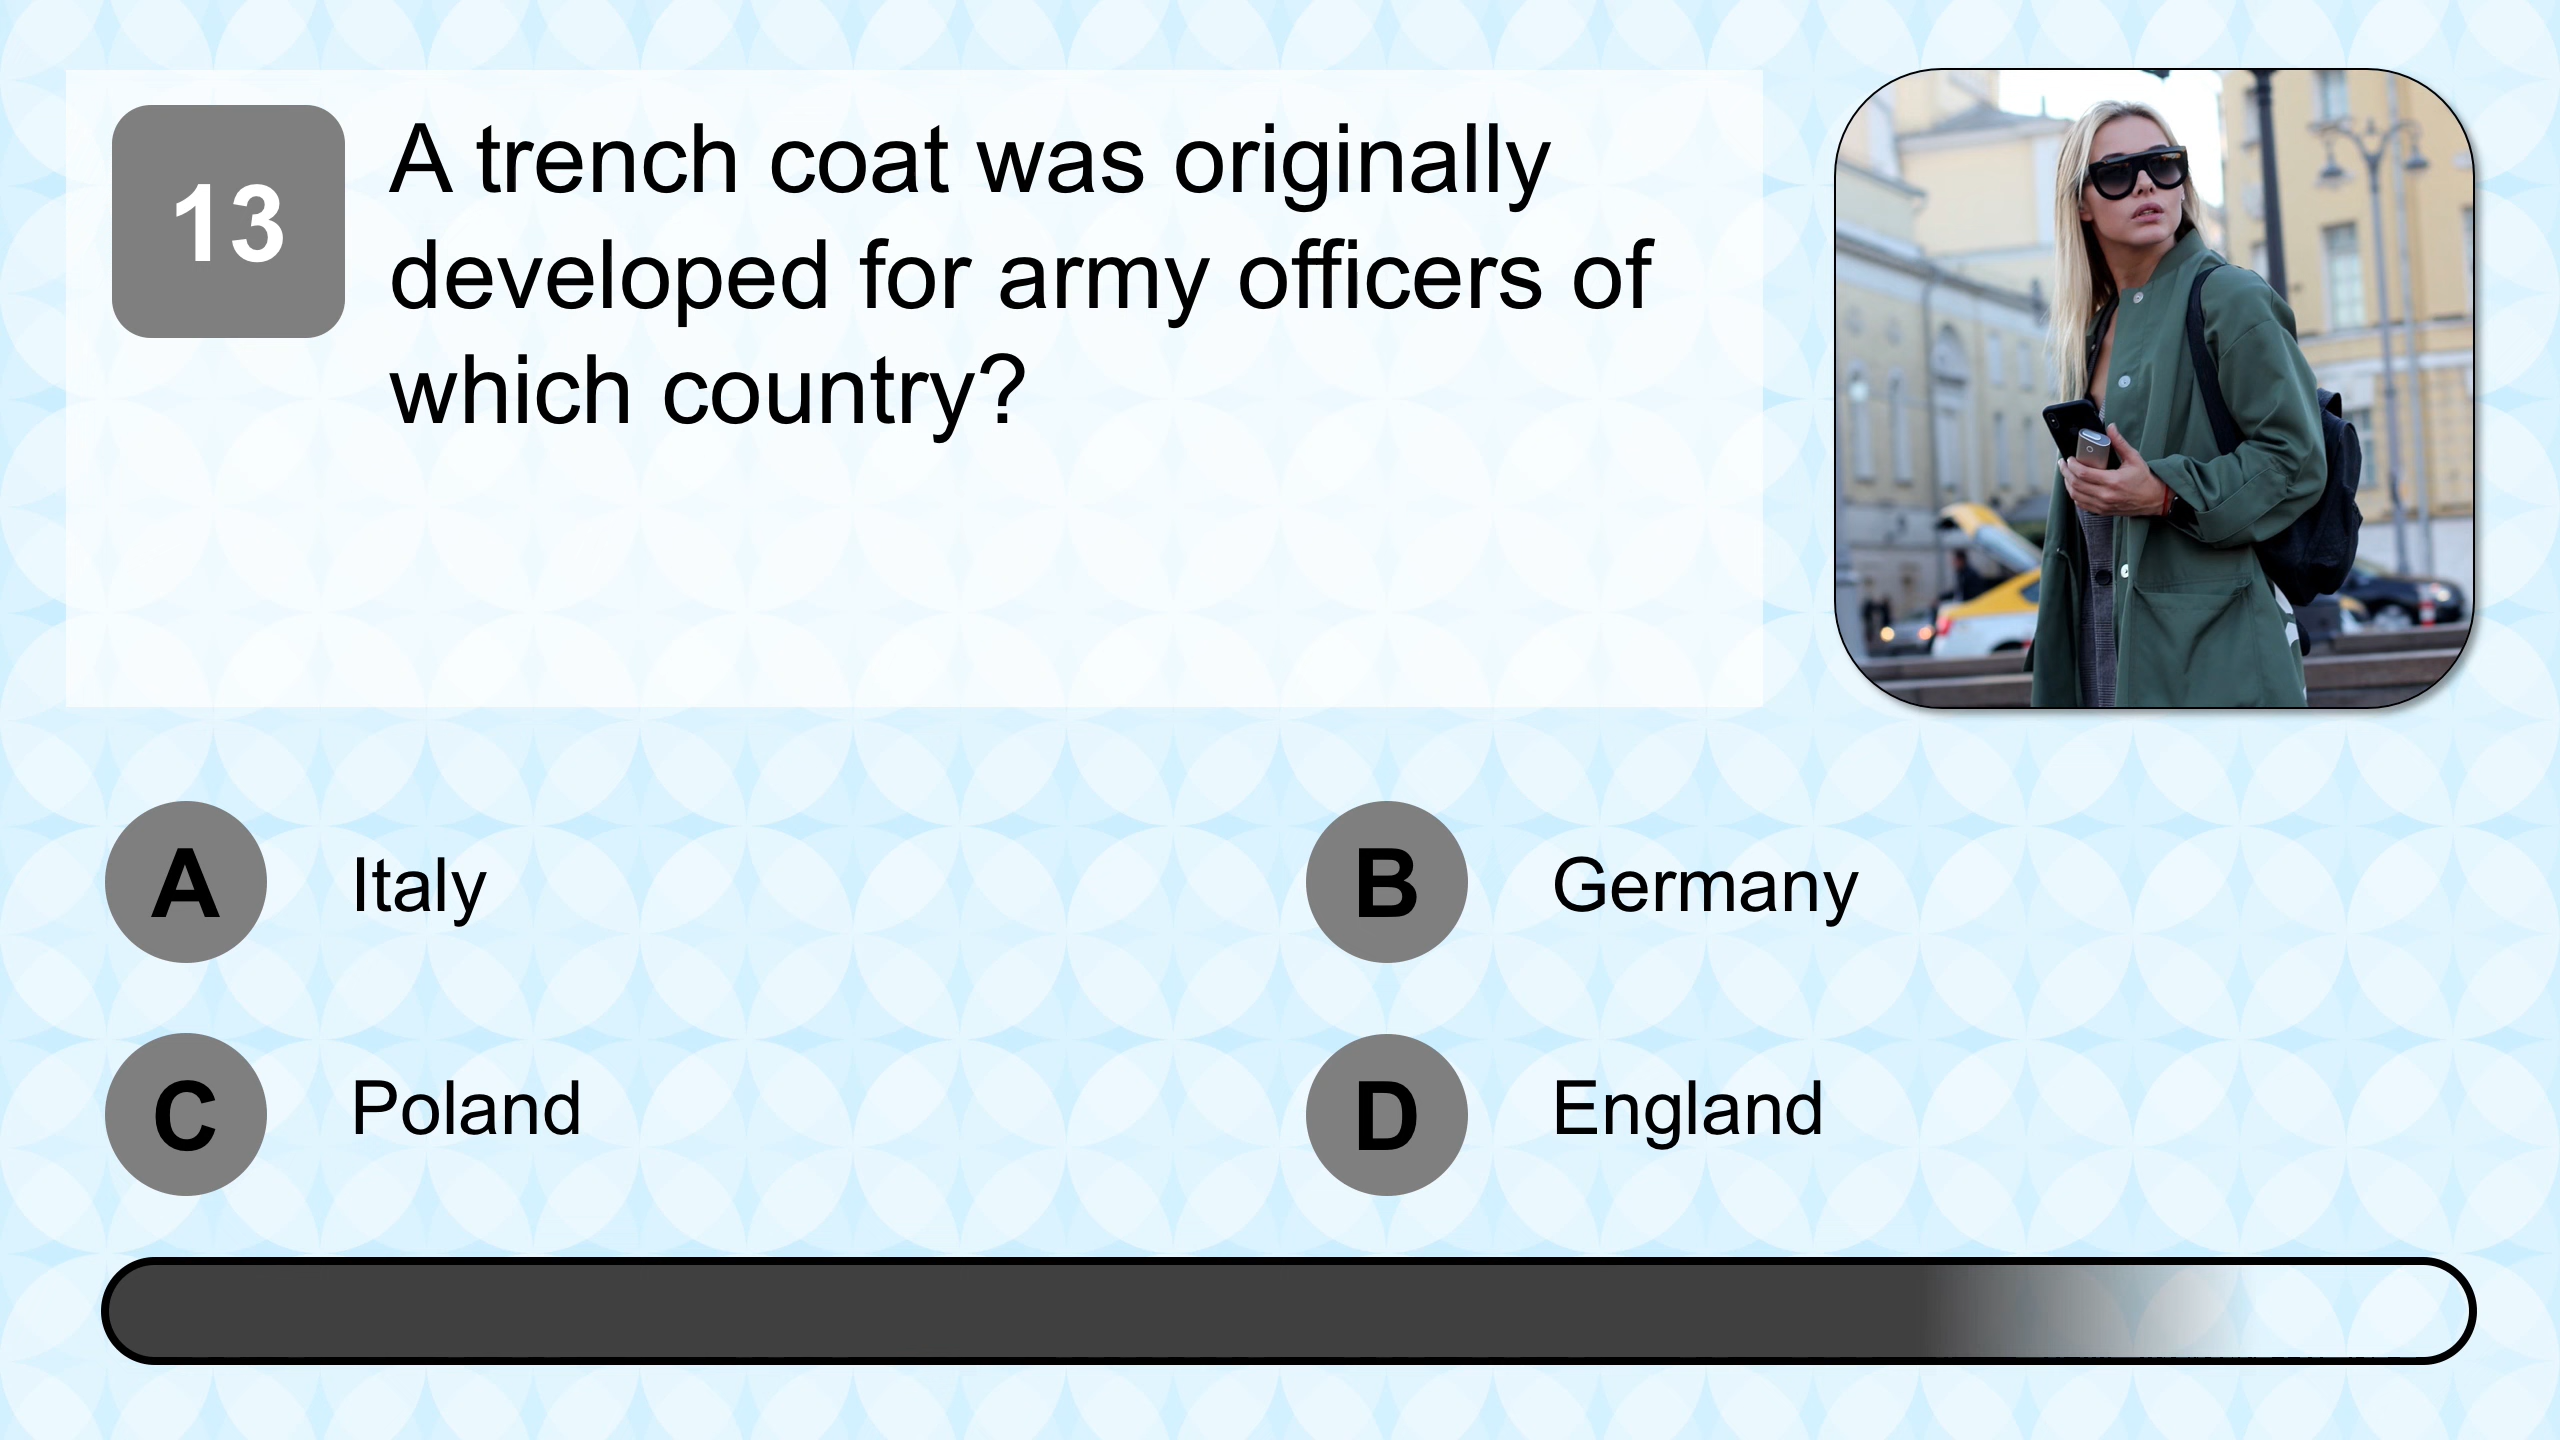 13
A trench coat was originally
developed for army officers of
which country?
A Italy
B Germany
C Poland
D England